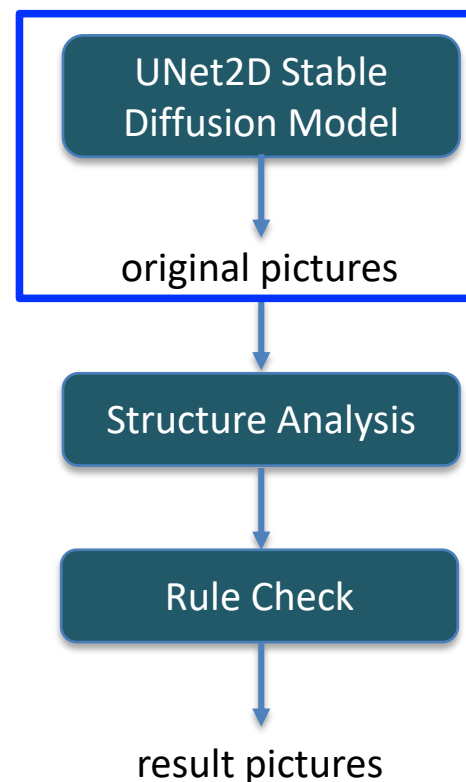 UNet2D Stable
Diffusion Model
original pictures
Structure Analysis
Rule Check
result pictures